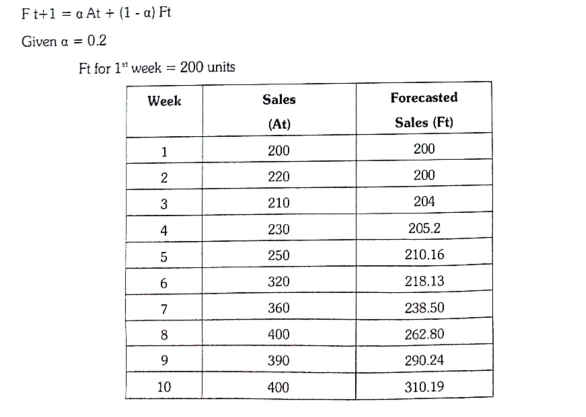 F t+1 = α At + (1 - α) Ft
Given α = 0.2
Ft for 1st week = 200 units
Week Sales (At) Forecasted Sales (Ft)
1 200 200
2 220 200
3 210 204
4 230 205.2
5 250 210.16
6 320 218.13
7 360 238.50
8 400 262.80
9 390 290.24
10 400 310.19